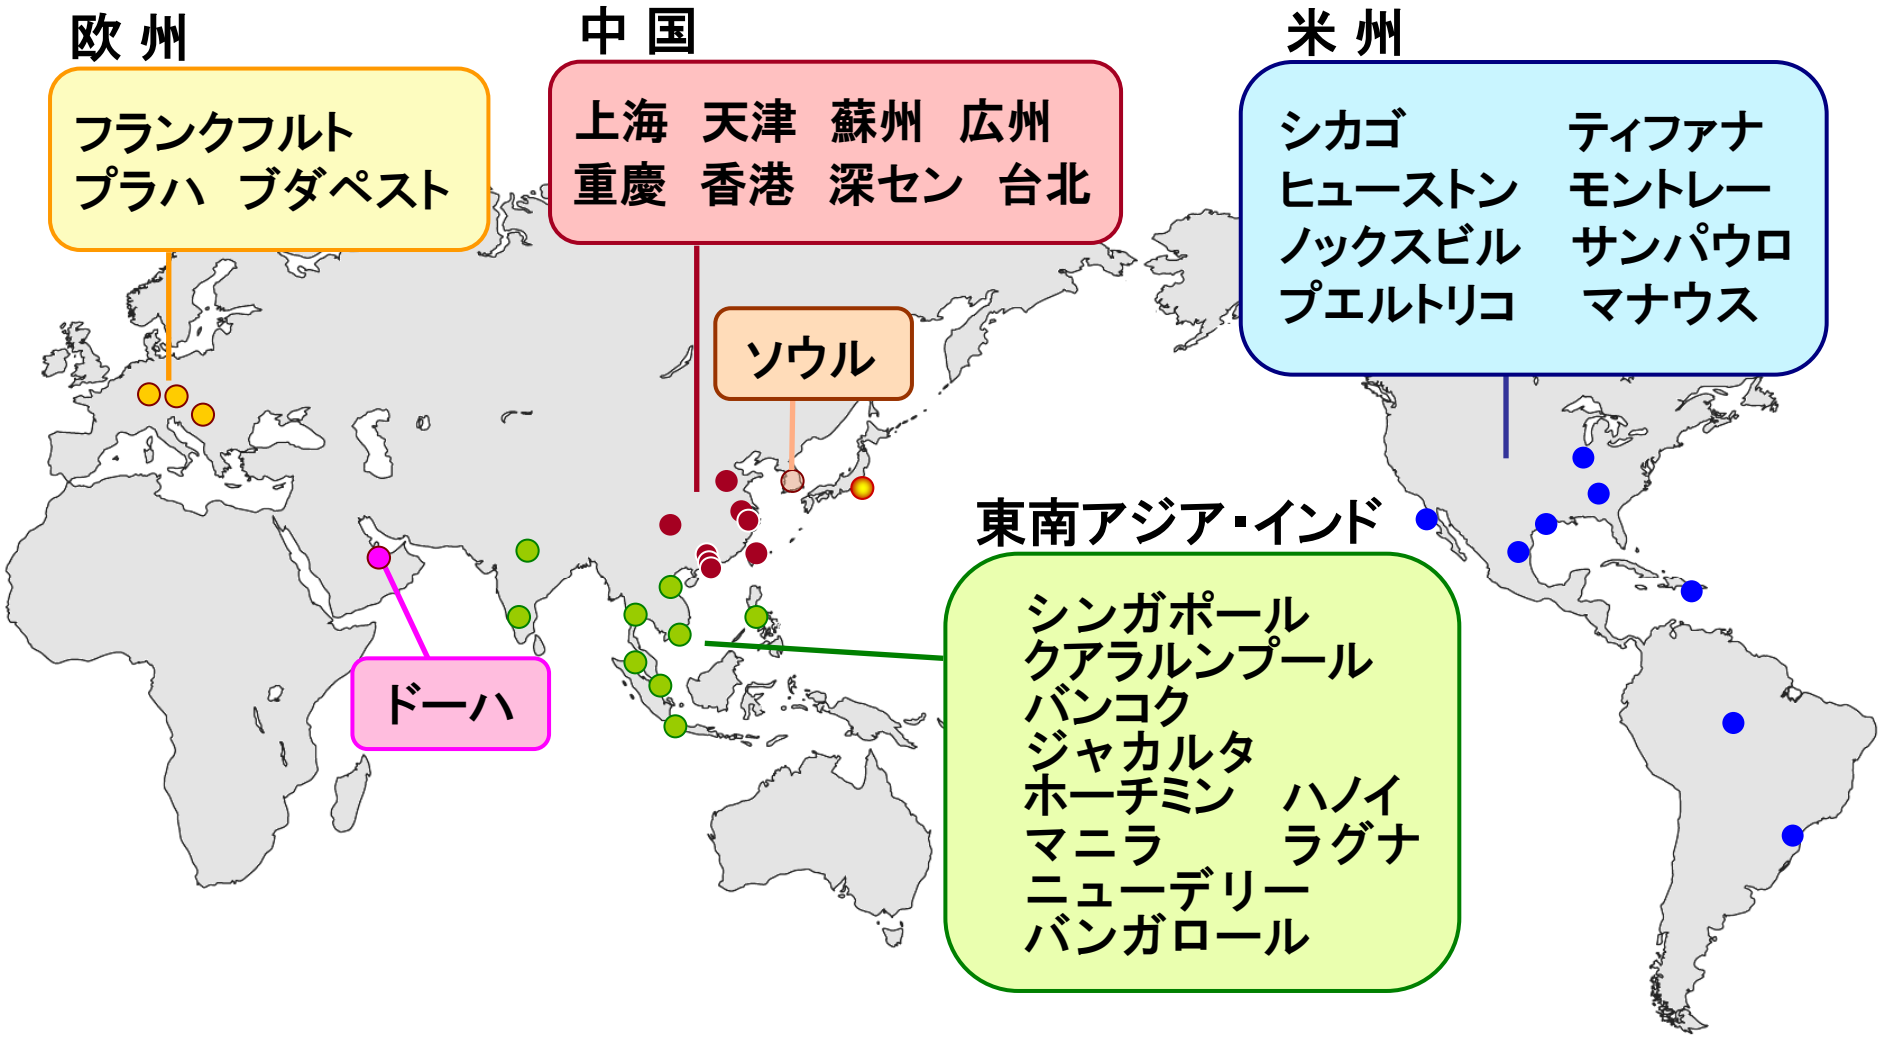 欧 州
フランクフルト
プラハ ブダペスト
中 国
上海 天津 蘇州 広州
重慶 香港 深セン 台北
米 州
シカゴ ティファナ
ヒューストン モントレー
ノックスビル サンパウロ
プエルトリコ マナウス
ソウル
ドーハ
東南アジア・インド
シンガポール
クアラルンプール
バンコク
ジャカルタ
ホーチミン ハノイ
マニラ ラグナ
ニューデリー
バンガロール